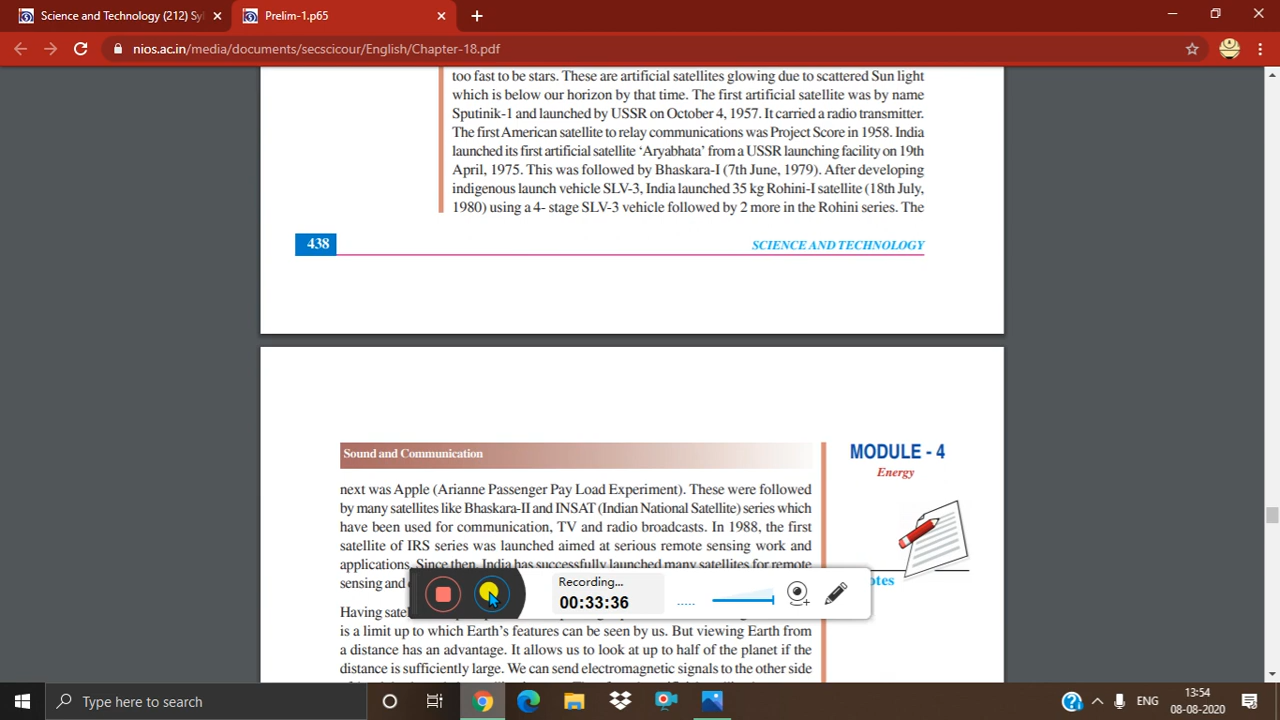 Science and Technology (212) Syl
Prelim-1.p65
nios.ac.in/media/documents/secscicour/English/Chapter-18.pdf
too fast to be stars. These are artificial satellites glowing due to scattered Sun light
which is below our horizon by that time. The first artificial satellite was by name
Sputinik-1 and launched by USSR on October 4, 1957. It carried a radio transmitter.
The first American satellite to relay communications was Project Score in 1958. India
launched its first artificial satellite ‘Aryabhata’ from a USSR launching facility on 19th
April, 1975. This was followed by Bhaskara-I (7th June, 1979). After developing
indigenous launch vehicle SLV-3, India launched 35 kg Rohini-I satellite (18th July,
1980) using a 4- stage SLV-3 vehicle followed by 2 more in the Rohini series. The
438
SCIENCE AND TECHNOLOGY
Sound and Communication
MODULE - 4
Energy
next was Apple (Arianne Passenger Pay Load Experiment). These were followed
by many satellites like Bhaskara-II and INSAT (Indian National Satellite) series which
have been used for communication, TV and radio broadcasts. In 1988, the first
satellite of IRS series was launched aimed at serious remote sensing work and
applications. Since then, India has successfully launched many satellites for remote
sensing and
otes
Recording...
00:33:36
Having
is a limit up to which Earth’s features can be seen by us. But viewing Earth from
a distance has an advantage. It allows us to look at up to half of the planet if the
distance is sufficiently large. We can send electromagnetic signals to the other side
Type here to search
ENG
13:54
08-08-2020